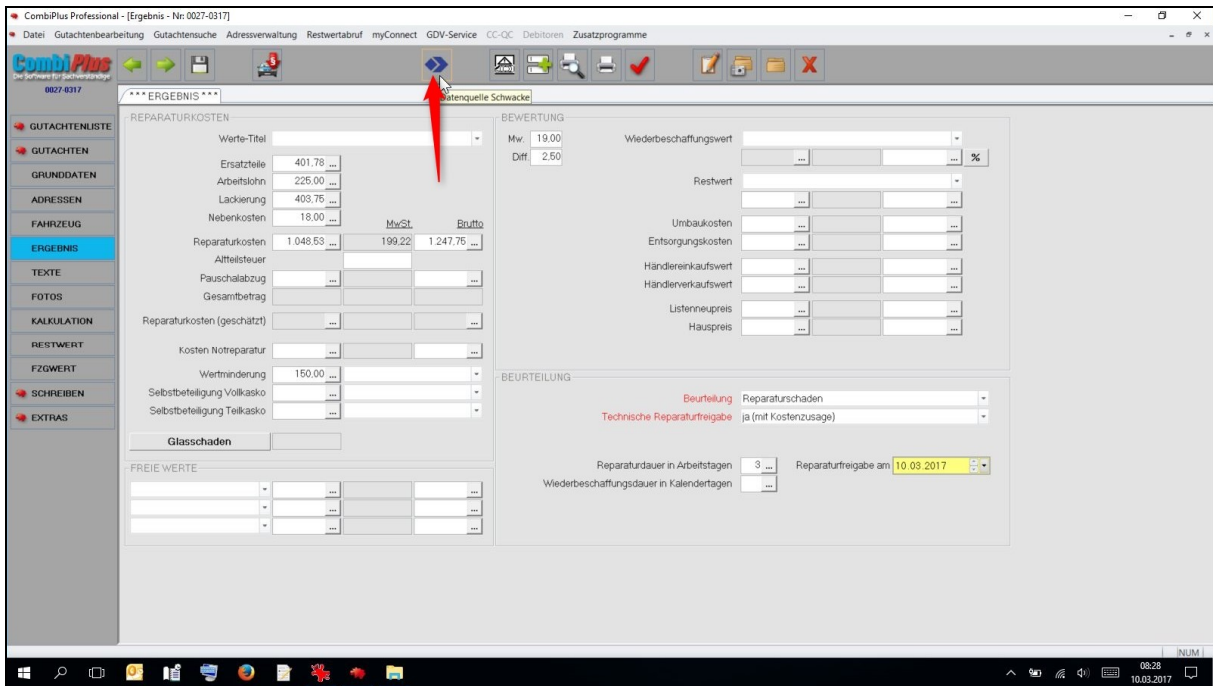 CombiPlus Professional - [Ergebnis - Nr: 0027-0317]
Datei Gutachtenbearbeitung Gutachtensuche Adressverwaltung Restwertabruf myConnect GDV-Service CC-QC Debitoren Zusatzprogramme
CombiPlus
Die Software für Sachverständige
0027-0317
*** ERGEBNIS ***
Datenquelle Schwacke
GUTACHTENLISTE
GUTACHTEN
GRUNDDATEN
ADRESSEN
FAHRZEUG
ERGEBNIS
TEXTE
FOTOS
KALKULATION
RESTWERT
FZGWERT
SCHREIBEN
EXTRAS
REPARATURKOSTEN
Werte-Titel
Ersatzteile 401,78 ...
Arbeitslohn 225,00 ...
Lackierung 403,75 ...
Nebenkosten 18,00 ...
MwSt. Brutto
Reparaturkosten 1.048,53 ... 199,22 1.247,75 ...
Altteilsteuer
Pauschalabzug ... ...
Gesamtbetrag
Reparaturkosten (geschätzt) ... ...
Kosten Notreparatur ... ...
Wertminderung 150,00 ...
Selbstbeteiligung Vollkasko ...
Selbstbeteiligung Teilkasko ...
Glasschaden
FREIE WERTE
... ...
... ...
... ...
BEWERTUNG
Mw. 19,00 Wiederbeschaffungswert
Diff. 2,50 ... ... %
Restwert
... ...
Umbaukosten ... ...
Entsorgungskosten ... ...
Händlereinkaufswert ... ...
Händlerverkaufswert ... ...
Listenneupreis ... ...
Hauspreis ... ...
BEURTEILUNG
Beurteilung Reparaturschaden
Technische Reparaturfreigabe ja (mit Kostenzusage)
Reparaturdauer in Arbeitstagen 3 ... Reparaturfreigabe am 10.03.2017
Wiederbeschaffungsdauer in Kalendertagen ...
NUM
08:28
10.03.2017